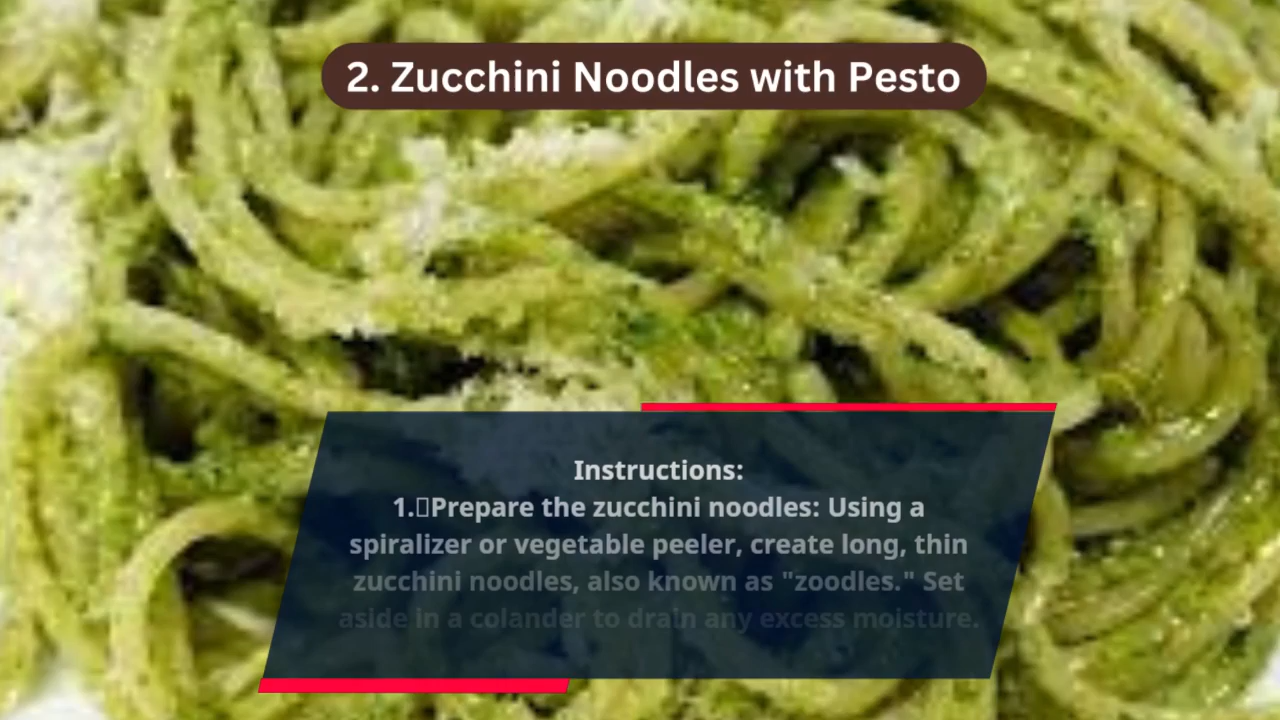 2. Zucchini Noodles with Pesto
Instructions:
1.Prepare the zucchini noodles: Using a
spiralizer or vegetable peeler, create long, thin
zucchini noodles, also known as "zoodles." Set
aside in a colander to drain any excess moisture.